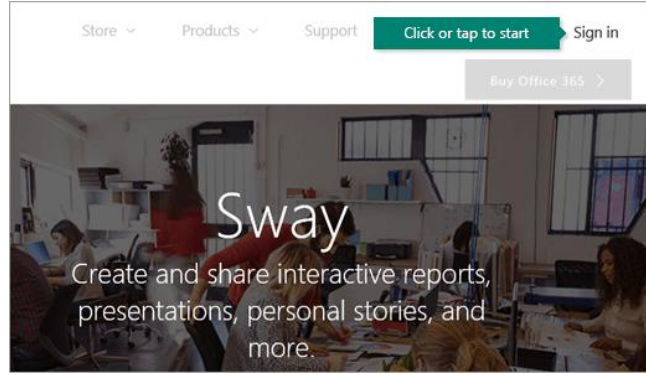 Store Products Support Click or tap to start Sign in
Buy Office 365
Sway
Create and share interactive reports,
presentations, personal stories, and
more.